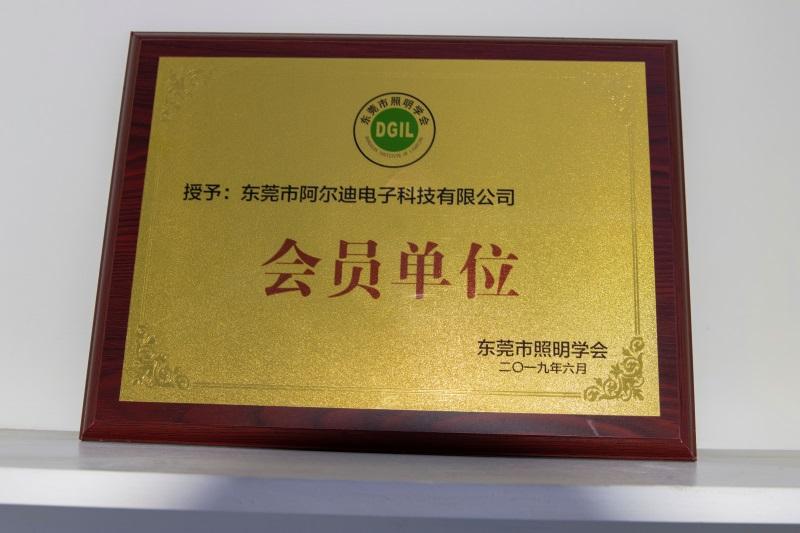 东莞市照明学会
DGIL
授予：东莞市阿尔迪电子科技有限公司
会员单位
东莞市照明学会
二〇一九年六月